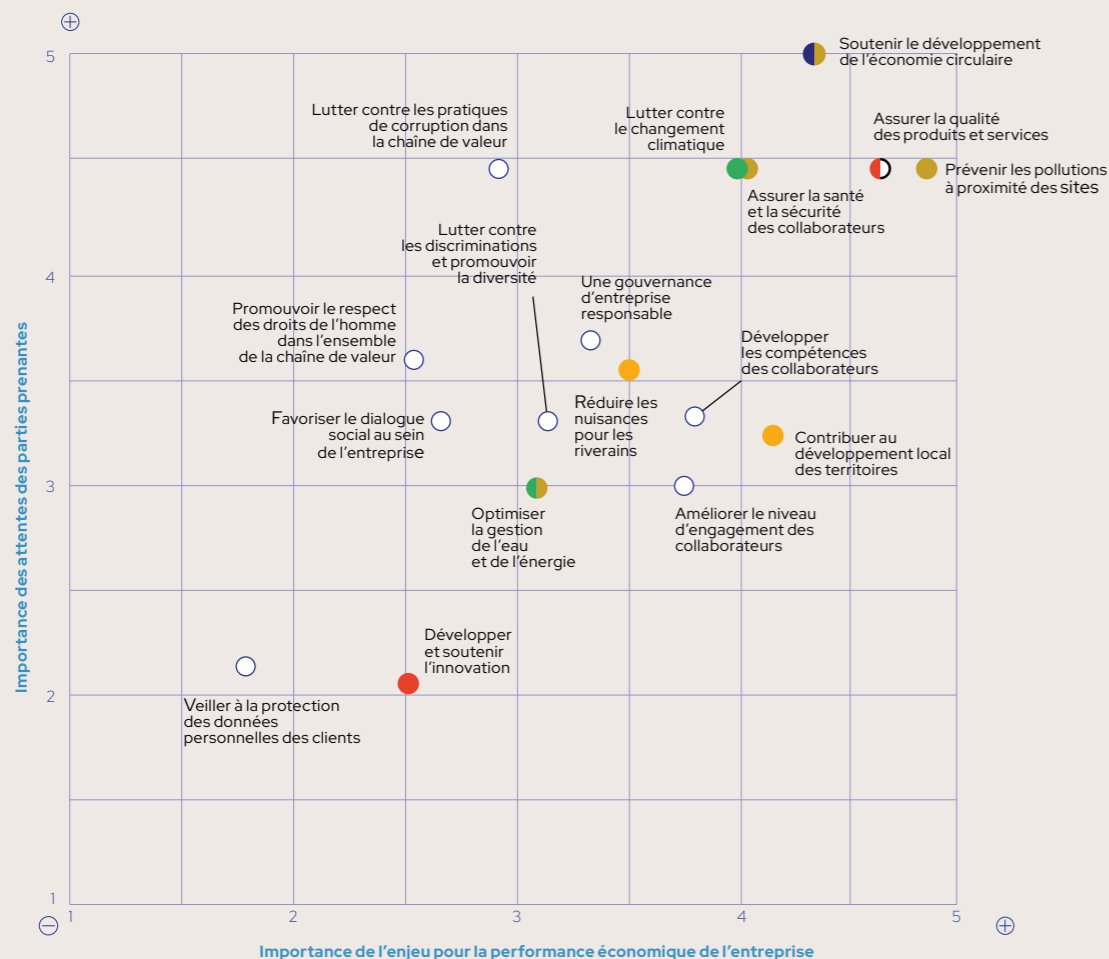 5
Soutenir le développement
de l’économie circulaire
Lutter contre les pratiques
de corruption dans
la chaîne de valeur
Lutter contre
le changement
climatique
Assurer la qualité
des produits et services
Prévenir les pollutions
à proximité des sites
Assurer la santé
et la sécurité
des collaborateurs
Lutter contre
les discriminations
et promouvoir
la diversité
4
Une gouvernance
d’entreprise
responsable
Promouvoir le respect
des droits de l’homme
dans l’ensemble
de la chaîne de valeur
Développer
les compétences
des collaborateurs
Favoriser le dialogue
social au sein
de l’entreprise
Réduire les
nuisances
pour les
riverains
Contribuer au
développement local
des territoires
3
Optimiser
la gestion
de l’eau
et de l’énergie
Améliorer le niveau
d’engagement des
collaborateurs
Développer
et soutenir
l’innovation
2
Veiller à la protection
des données
personnelles des clients
1
1 2 3 4 5
Importance des attentes des parties prenantes
Importance de l’enjeu pour la performance économique de l’entreprise